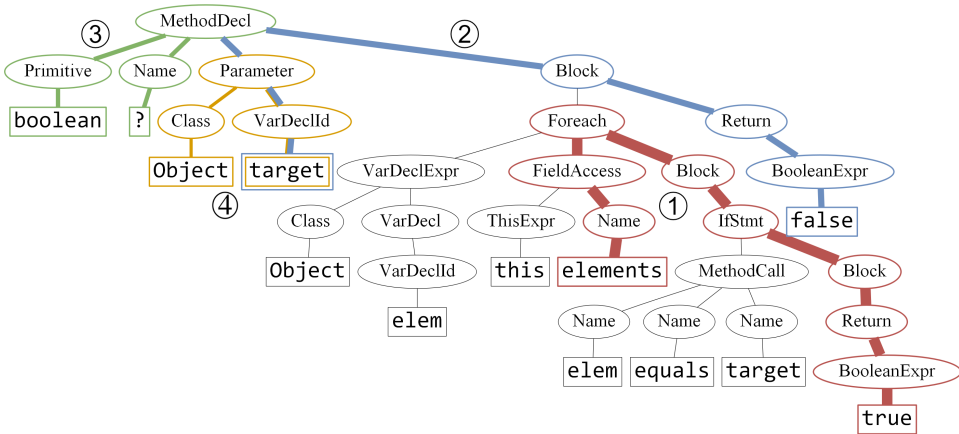 MethodDecl
③
②
Primitive
Name
Parameter
Block
boolean
?
Class
VarDeclId
Foreach
Return
Object
target
VarDeclExpr
FieldAccess
Block
BooleanExpr
④
Class
VarDecl
ThisExpr
Name
①
IfStmt
false
Object
VarDeclId
this
elements
MethodCall
Block
elem
Name
Name
Name
Return
elem
equals
target
BooleanExpr
true